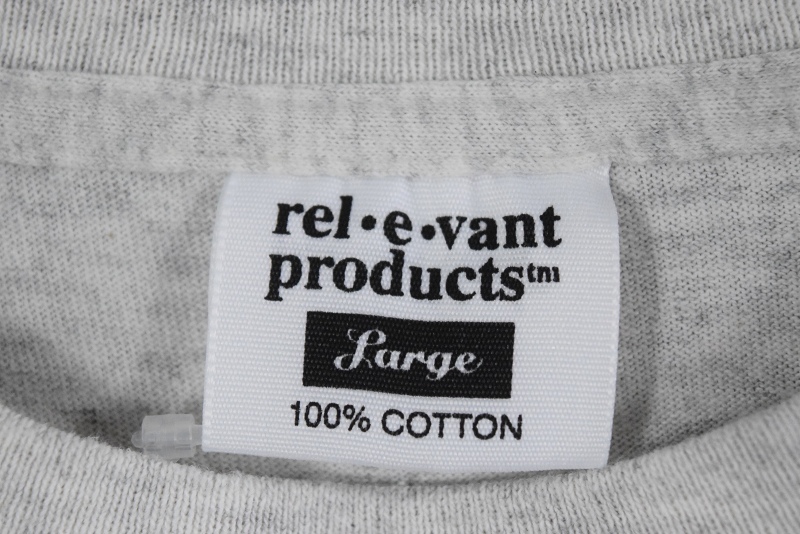 rel•e•vant
products™
Large
100% COTTON